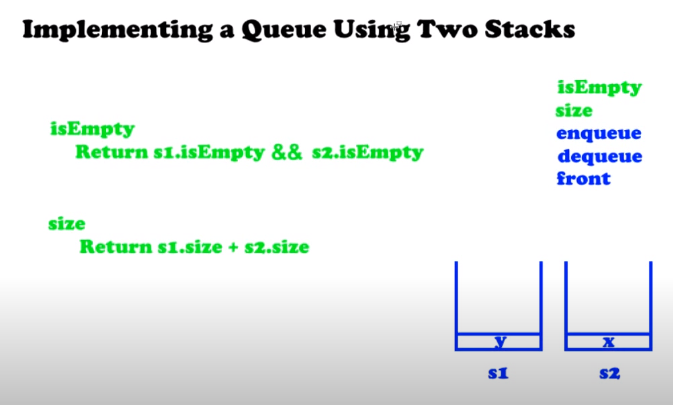 Implementing a Queue Using Two Stacks
isEmpty
Return s1.isEmpty && s2.isEmpty
size
Return s1.size + s2.size
isEmpty
size
enqueue
dequeue
front
y
x
s1
s2